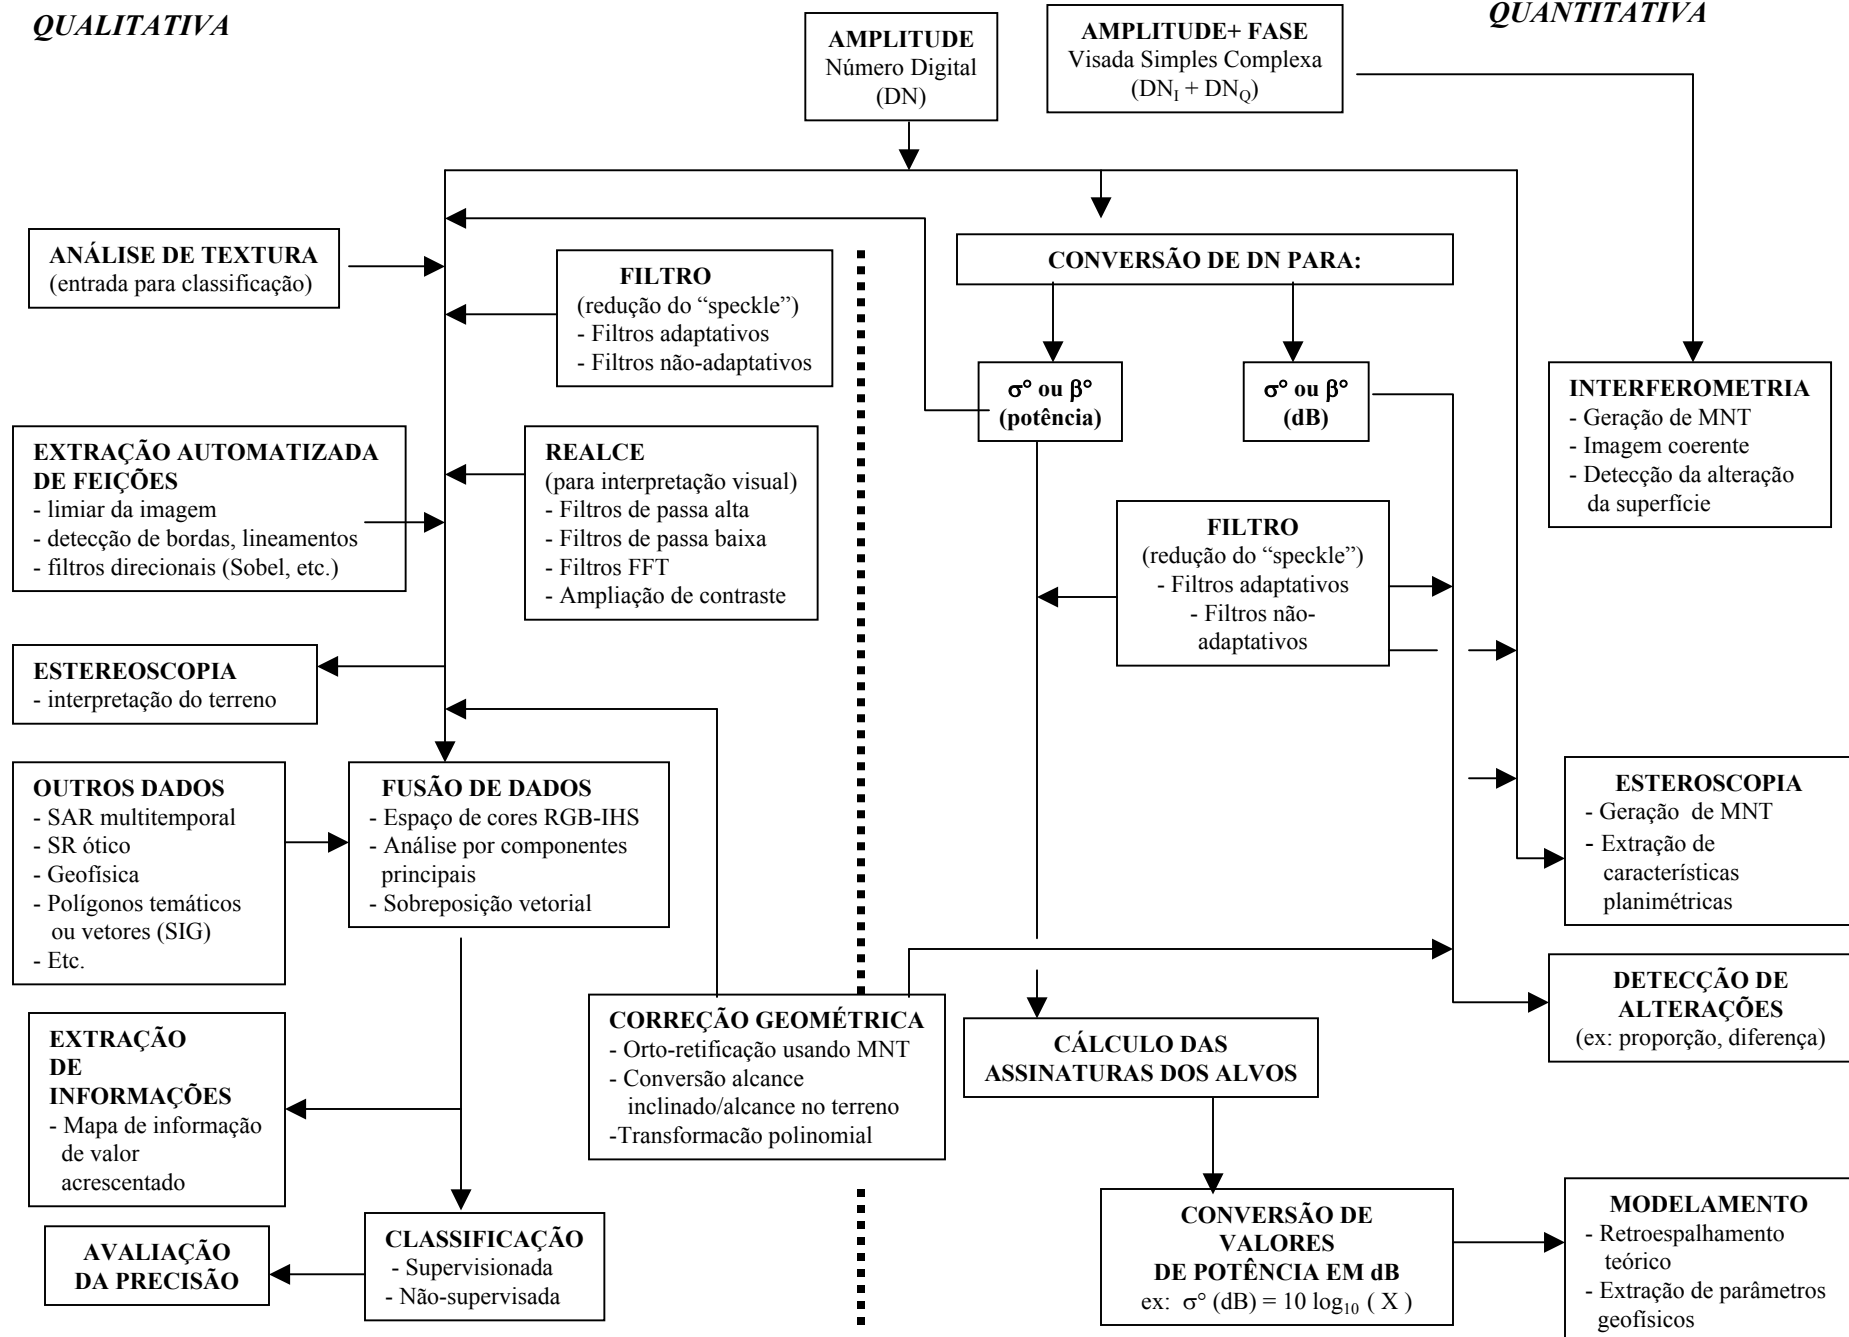 QUALITATIVA
QUANTITATIVA
AMPLITUDE
Número Digital
(DN)
AMPLITUDE+ FASE
Visada Simples Complexa
(DNI + DNQ)
ANÁLISE DE TEXTURA
(entrada para classificação)
FILTRO
(redução do “speckle”)
- Filtros adaptativos
- Filtros não-adaptativos
CONVERSÃO DE DN PARA:
σ° ou β°
(potência)
σ° ou β°
(dB)
INTERFEROMETRIA
- Geração de MNT
- Imagem coerente
- Detecção da alteração
da superfície
EXTRAÇÃO AUTOMATIZADA
DE FEIÇÕES
- limiar da imagem
- detecção de bordas, lineamentos
- filtros direcionais (Sobel, etc.)
REALCE
(para interpretação visual)
- Filtros de passa alta
- Filtros de passa baixa
- Filtros FFT
- Ampliação de contraste
FILTRO
(redução do “speckle”)
- Filtros adaptativos
- Filtros não-
adaptativos
ESTEREOSCOPIA
- interpretação do terreno
OUTROS DADOS
- SAR multitemporal
- SR ótico
- Geofísica
- Polígonos temáticos
ou vetores (SIG)
- Etc.
FUSÃO DE DADOS
- Espaço de cores RGB-IHS
- Análise por componentes
principais
- Sobreposição vetorial
ESTEROSCOPIA
- Geração de MNT
- Extração de
características
planimétricas
DETECÇÃO DE
ALTERAÇÕES
(ex: proporção, diferença)
EXTRAÇÃO
DE
INFORMAÇÕES
- Mapa de informação
de valor
acrescentado
CORREÇÃO GEOMÉTRICA
- Orto-retificação usando MNT
- Conversão alcance
inclinado/alcance no terreno
-Transformacão polinomial
CÁLCULO DAS
ASSINATURAS DOS ALVOS
AVALIAÇÃO
DA PRECISÃO
CLASSIFICAÇÃO
- Supervisionada
- Não-supervisada
CONVERSÃO DE
VALORES
DE POTÊNCIA EM dB
ex: σ° (dB) = 10 log10 ( X )
MODELAMENTO
- Retroespalhamento
teórico
- Extração de parâmetros
geofísicos